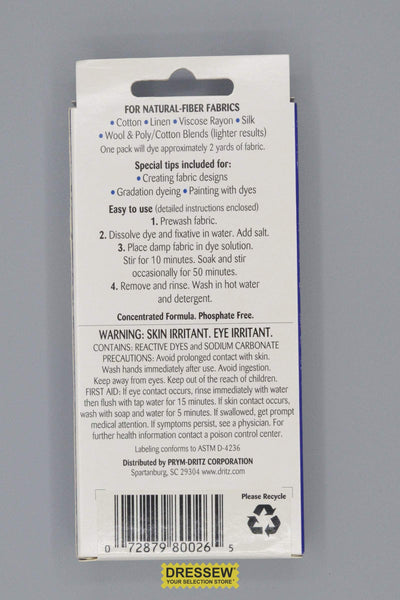 FOR NATURAL-FIBER FABRICS
• Cotton • Linen • Viscose Rayon • Silk
• Wool & Poly/Cotton Blends (lighter results)
One pack will dye approximately 2 yards of fabric.
Special tips included for:
• Creating fabric designs
• Gradation dyeing • Painting with dyes
Easy to use (detailed instructions enclosed)
1. Prewash fabric.
2. Dissolve dye and fixative in water. Add salt.
3. Place damp fabric in dye solution.
Stir for 10 minutes. Soak and stir
occasionally for 50 minutes.
4. Remove and rinse. Wash in hot water
and detergent.
Concentrated Formula. Phosphate Free.
WARNING: SKIN IRRITANT. EYE IRRITANT.
CONTAINS: REACTIVE DYES and SODIUM CARBONATE
PRECAUTIONS: Avoid prolonged contact with skin.
Wash hands immediately after use. Avoid ingestion.
Keep away from eyes. Keep out of the reach of children.
FIRST AID: If eye contact occurs, rinse immediately with water
then flush with tap water for 15 minutes. If skin contact occurs,
wash with soap and water for 5 minutes. If swallowed, get prompt
medical attention. If symptoms persist, see a physician. For
further health information contact a poison control center.
Labeling conforms to ASTM D-4236
Distributed by PRYM-DRITZ CORPORATION
Spartanburg, SC 29304 www.dritz.com
Please Recycle
0 72879 80026 5
DRESSEW
YOUR SELECTION STORE